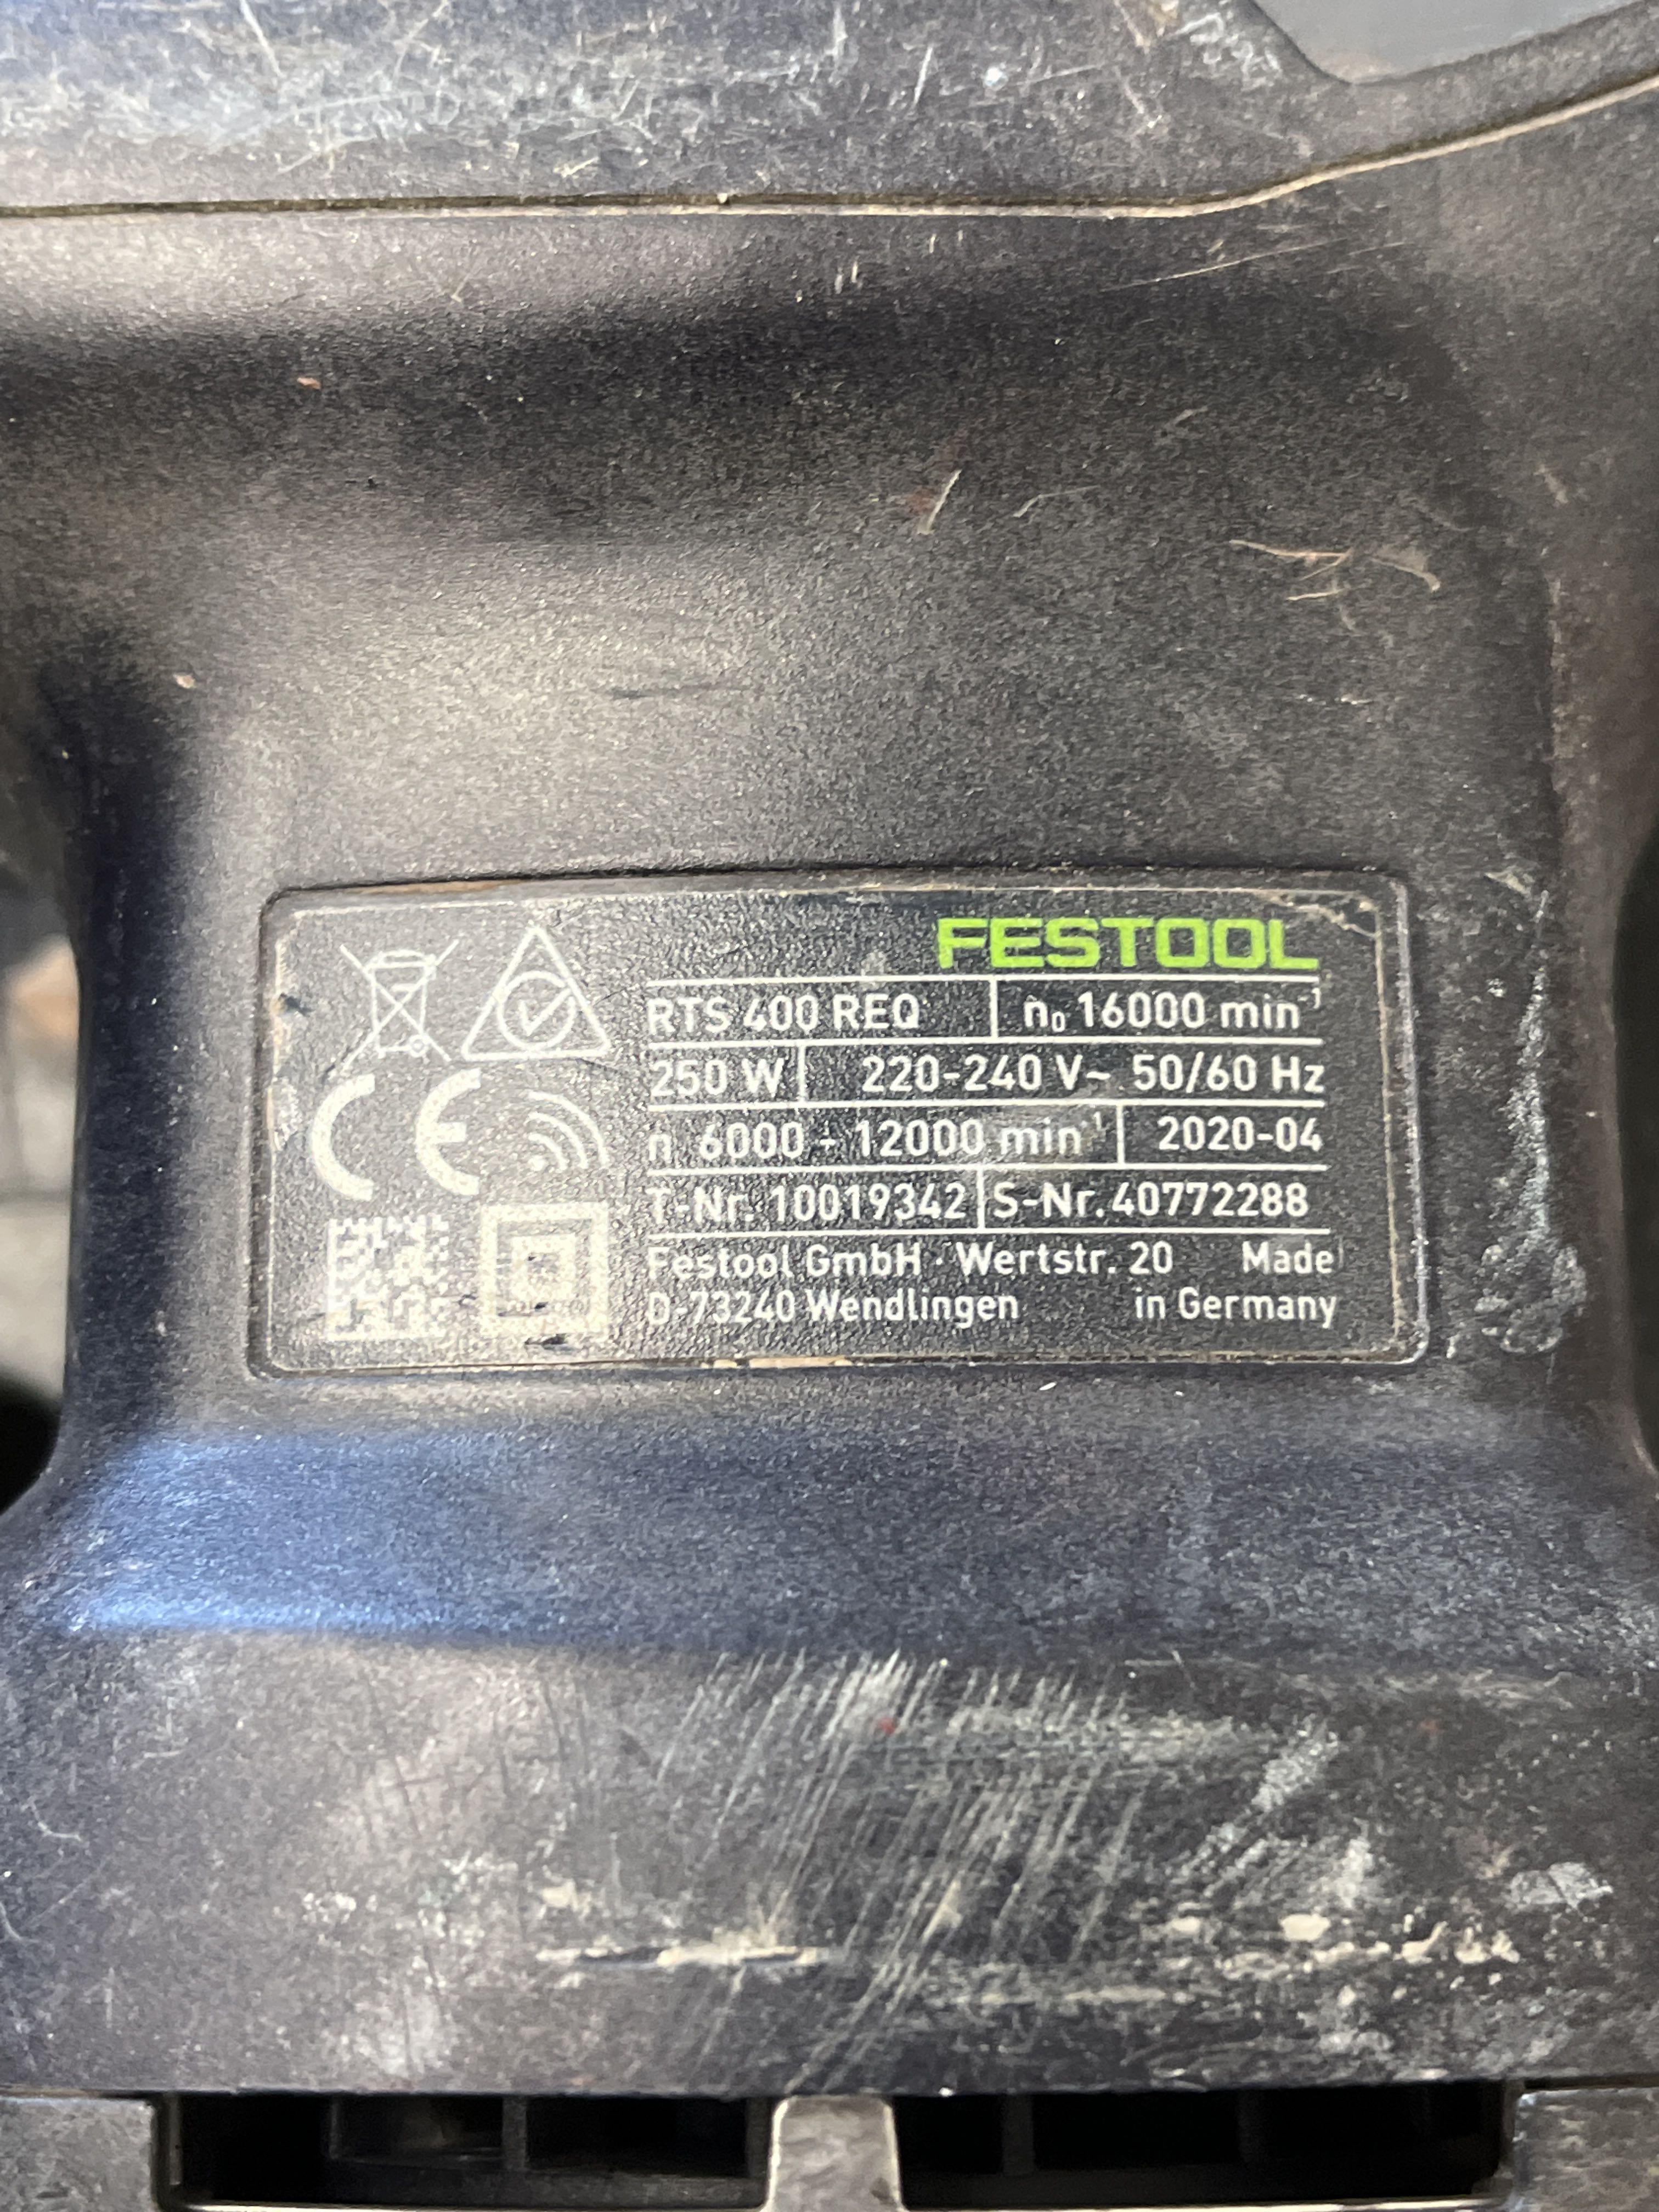 FESTOOL
RTS 400 REQ n₀ 16000 min⁻¹
250 W 220-240 V~ 50/60 Hz
n 6000 - 12000 min⁻¹ 2020-04
T-Nr. 10019342 S-Nr. 40772288
Festool GmbH · Wertstr. 20 Made
D-73240 Wendlingen in Germany
CE